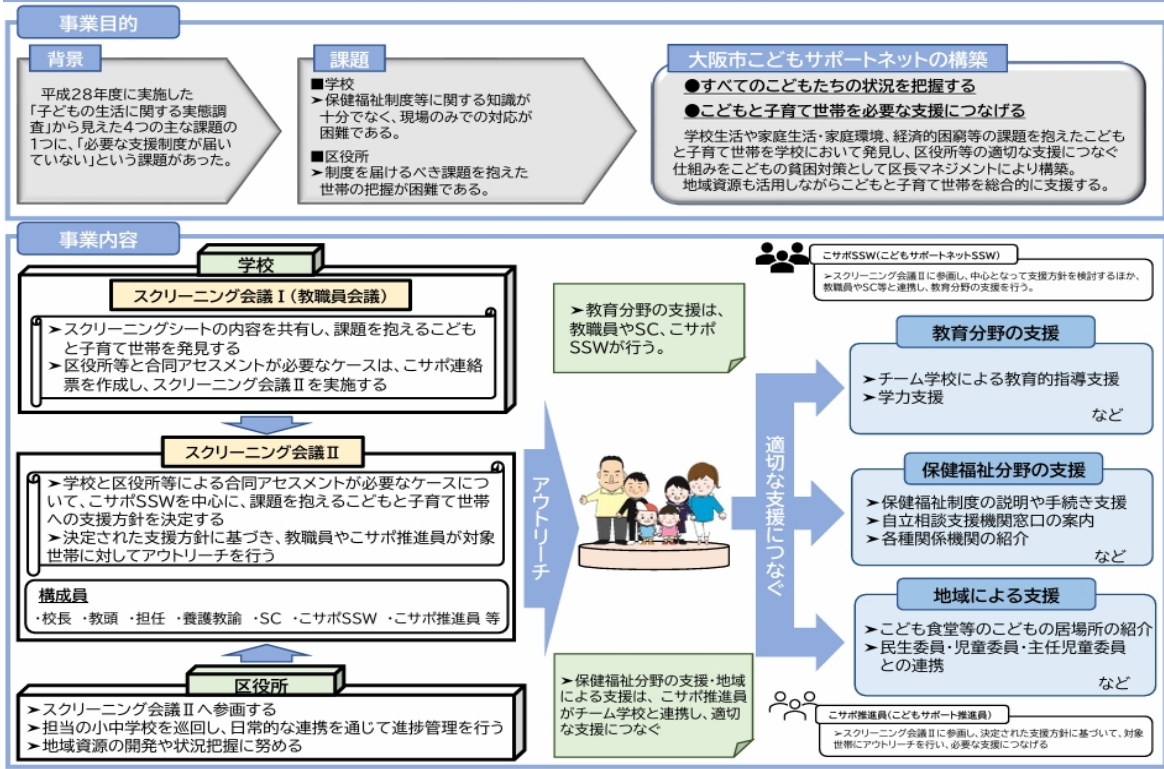 事業目的
背景
平成28年度に実施した
「子どもの生活に関する実態調
査」から見えた4つの主な課題の
1つに、「必要な支援制度が届い
ていない」という課題があった。
課題
■学校
➤保健福祉制度等に関する知識が
十分でなく、現場のみでの対応が
困難である。
■区役所
➤制度を届けるべき課題を抱えた
世帯の把握が困難である。
大阪市こどもサポートネットの構築
●すべてのこどもたちの状況を把握する
●こどもと子育て世帯を必要な支援につなげる
学校生活や家庭生活・家庭環境、経済的困窮等の課題を抱えたこども
と子育て世帯を学校において発見し、区役所等の適切な支援につなぐ
仕組みをこどもの貧困対策として区長マネジメントにより構築。
地域資源も活用しながらこどもと子育て世帯を総合的に支援する。
事業内容
学校
スクリーニング会議Ⅰ(教職員会議)
➤スクリーニングシートの内容を共有し、課題を抱えるこども
と子育て世帯を発見する
➤区役所等と合同アセスメントが必要なケースは、こサポ連絡
票を作成し、スクリーニング会議Ⅱを実施する
スクリーニング会議Ⅱ
➤学校と区役所等による合同アセスメントが必要なケースにつ
いて、こサポSSWを中心に、課題を抱えるこどもと子育て世帯
への支援方針を決定する
➤決定された支援方針に基づき、教職員やこサポ推進員が対象
世帯に対してアウトリーチを行う
構成員
・校長 ・教頭 ・担任 ・養護教諭 ・SC ・こサポSSW ・こサポ推進員 等
区役所
➤スクリーニング会議Ⅱへ参画する
➤担当の小中学校を巡回し、日常的な連携を通じて進捗管理を行う
➤地域資源の開発や状況把握に努める
アウトリーチ
➤教育分野の支援は、
教職員やSC、こサポ
SSWが行う。
➤保健福祉分野の支援・地域
による支援は、こサポ推進員
がチーム学校と連携し、適切
な支援につなぐ
適切な支援につなぐ
こサポSSW(こどもサポートネットSSW)
➤スクリーニング会議Ⅱに参画し、中心となって支援方針を検討するほか、
教職員やSC等と連携し、教育分野の支援を行う。
教育分野の支援
➤チーム学校による教育的指導支援
➤学力支援
など
保健福祉分野の支援
➤保健福祉制度の説明や手続き支援
➤自立相談支援機関窓口の案内
➤各種関係機関の紹介
など
地域による支援
➤こども食堂等のこどもの居場所の紹介
➤民生委員・児童委員・主任児童委員
との連携
など
こサポ推進員(こどもサポート推進員)
➤スクリーニング会議Ⅱに参画し、決定された支援方針に基づいて、対象
世帯にアウトリーチを行い、必要な支援につなげる